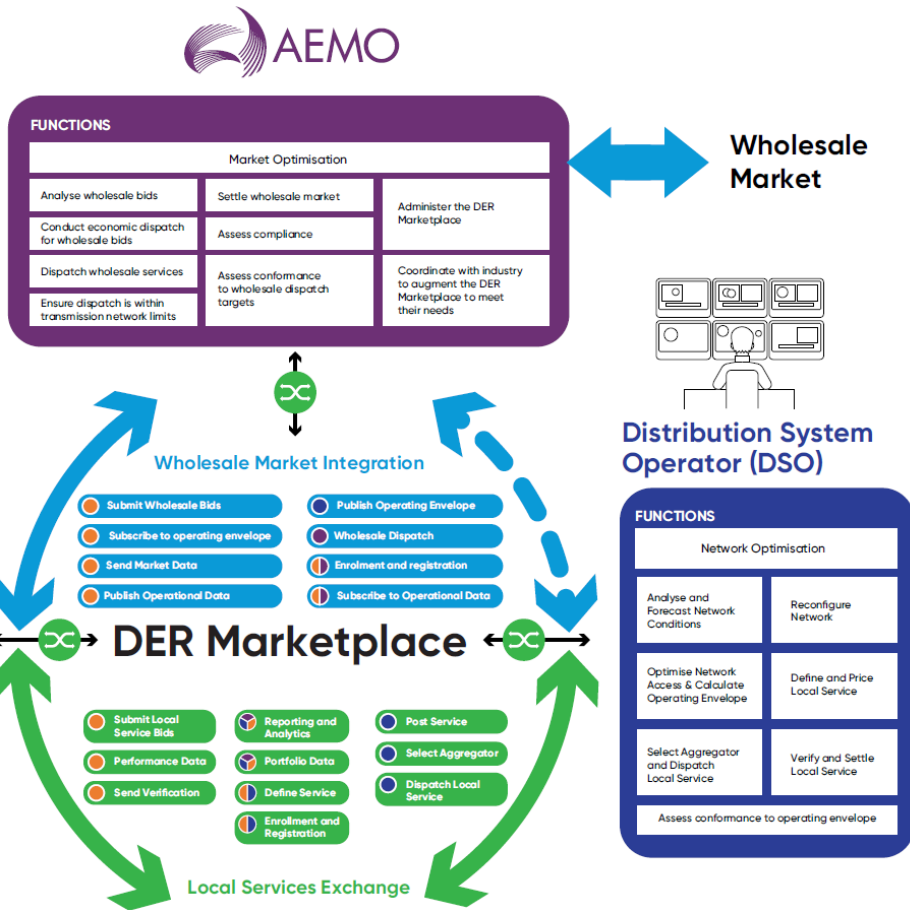 AEMO
FUNCTIONS
Market Optimisation
Analyse wholesale bids
Conduct economic dispatch
for wholesale bids
Dispatch wholesale services
Ensure dispatch is within
transmission network limits
Settle wholesale market
Assess compliance
Assess conformance
to wholesale dispatch
targets
Administer the DER
Marketplace
Coordinate with industry
to augment the DER
Marketplace to meet
their needs
Wholesale
Market
Wholesale Market Integration
Submit Wholesale Bids
Subscribe to operating envelope
Send Market Data
Publish Operational Data
Publish Operating Envelope
Wholesale Dispatch
Enrolment and registration
Subscribe to Operational Data
DER Marketplace
Submit Local
Service Bids
Performance Data
Send Verification
Reporting and
Analytics
Portfolio Data
Define Service
Enrollment and
Registration
Post Service
Select Aggregator
Dispatch Local
Service
Local Services Exchange
Distribution System
Operator (DSO)
FUNCTIONS
Network Optimisation
Analyse and
Forecast Network
Conditions
Reconfigure
Network
Optimise Network
Access & Calculate
Operating Envelope
Define and Price
Local Service
Select Aggregator
and Dispatch
Local Service
Verify and Settle
Local Service
Assess conformance to operating envelope